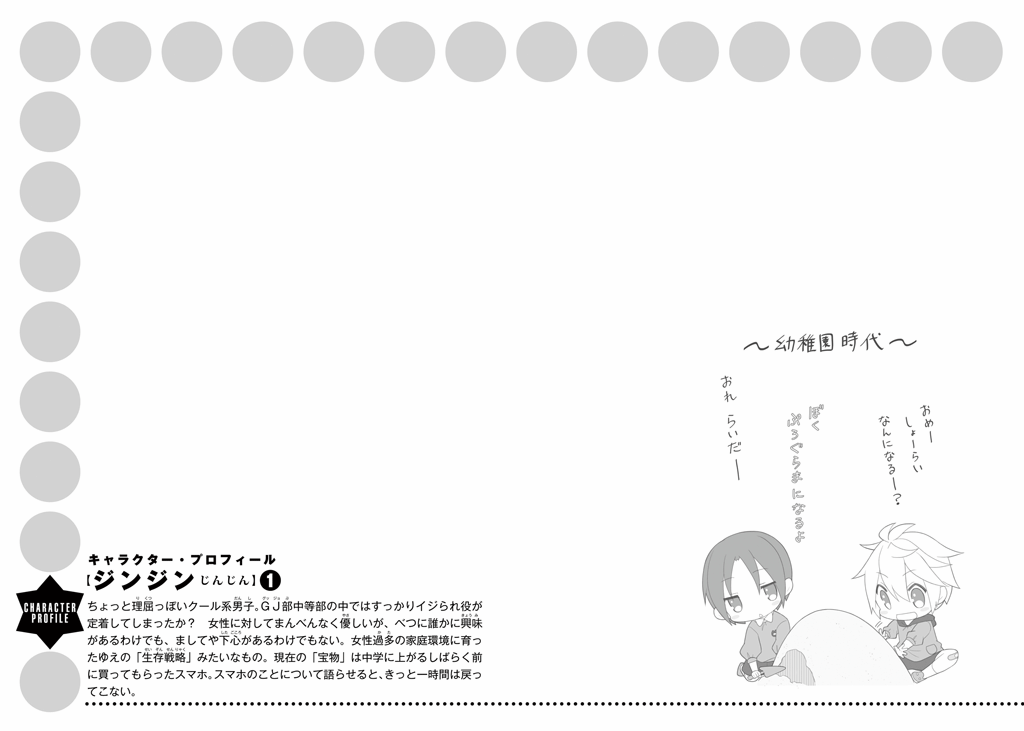 ～幼稚園時代～
おめー
しょーらい
なんになるー？
ぼく
ぷろぐらまになるよ
おれ らいだー
CHARACTER
PROFILE
キャラクター・プロフィール
【ジンジン じんじん】❶
ちょっと理屈っぽいクール系男子。ＧＪ部中等部の中ではすっかりイジられ役が
定着してしまったか？　女性に対してまんべんなく優しいが、べつに誰かに興味
があるわけでも、ましてや下心があるわけでもない。女性過多の家庭環境に育っ
たゆえの「生存戦略」みたいなもの。現在の「宝物」は中学に上がるしばらく前
に買ってもらったスマホ。スマホのことについて語らせると、きっと一時間は戻っ
てこない。